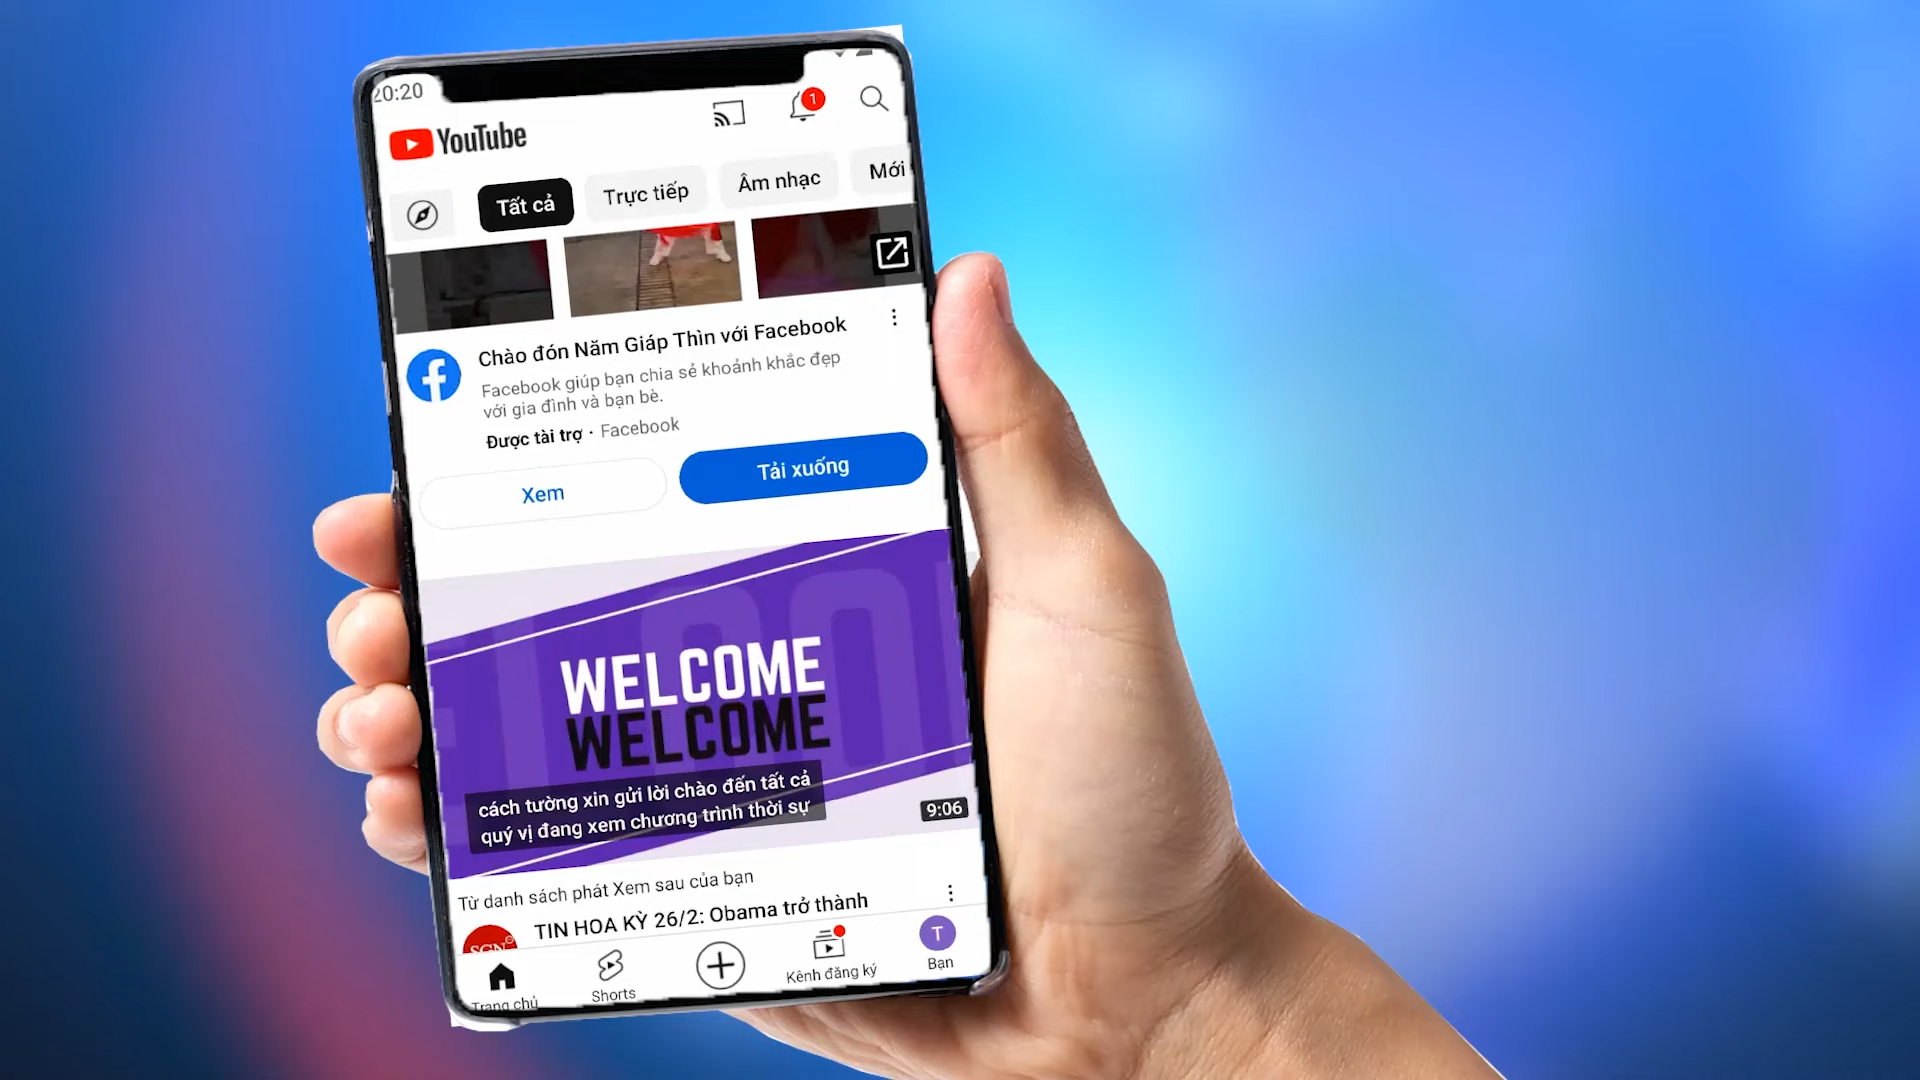 20:20
1
YouTube
Tất cả
Trực tiếp
Âm nhạc
Mới
Chào đón Năm Giáp Thìn với Facebook
Facebook giúp bạn chia sẻ khoảnh khắc đẹp
với gia đình và bạn bè.
Được tài trợ · Facebook
Xem
Tải xuống
WELCOME
WELCOME
cách tường xin gửi lời chào đến tất cả
quý vị đang xem chương trình thời sự
9:06
Từ danh sách phát Xem sau của bạn
TIN HOA KỲ 26/2: Obama trở thành
SGN
Trang chủ
Shorts
Kênh đăng ký
T
Bạn